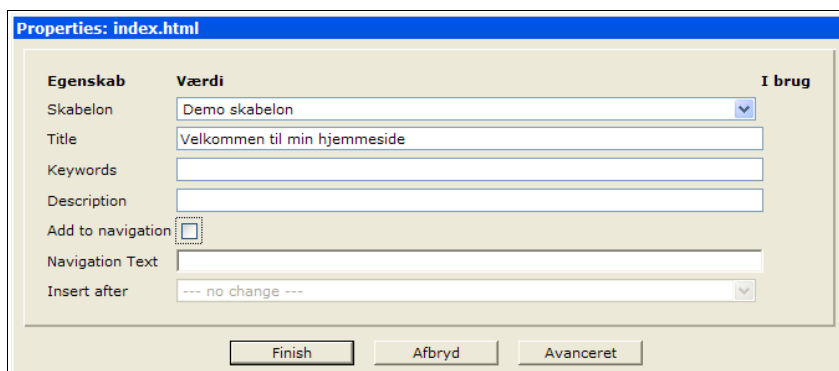 Properties: index.html
Egenskab Værdi I brug
Skabelon Demo skabelon
Title Velkommen til min hjemmeside
Keywords
Description
Add to navigation
Navigation Text
Insert after --- no change ---
Finish Afbryd Avanceret